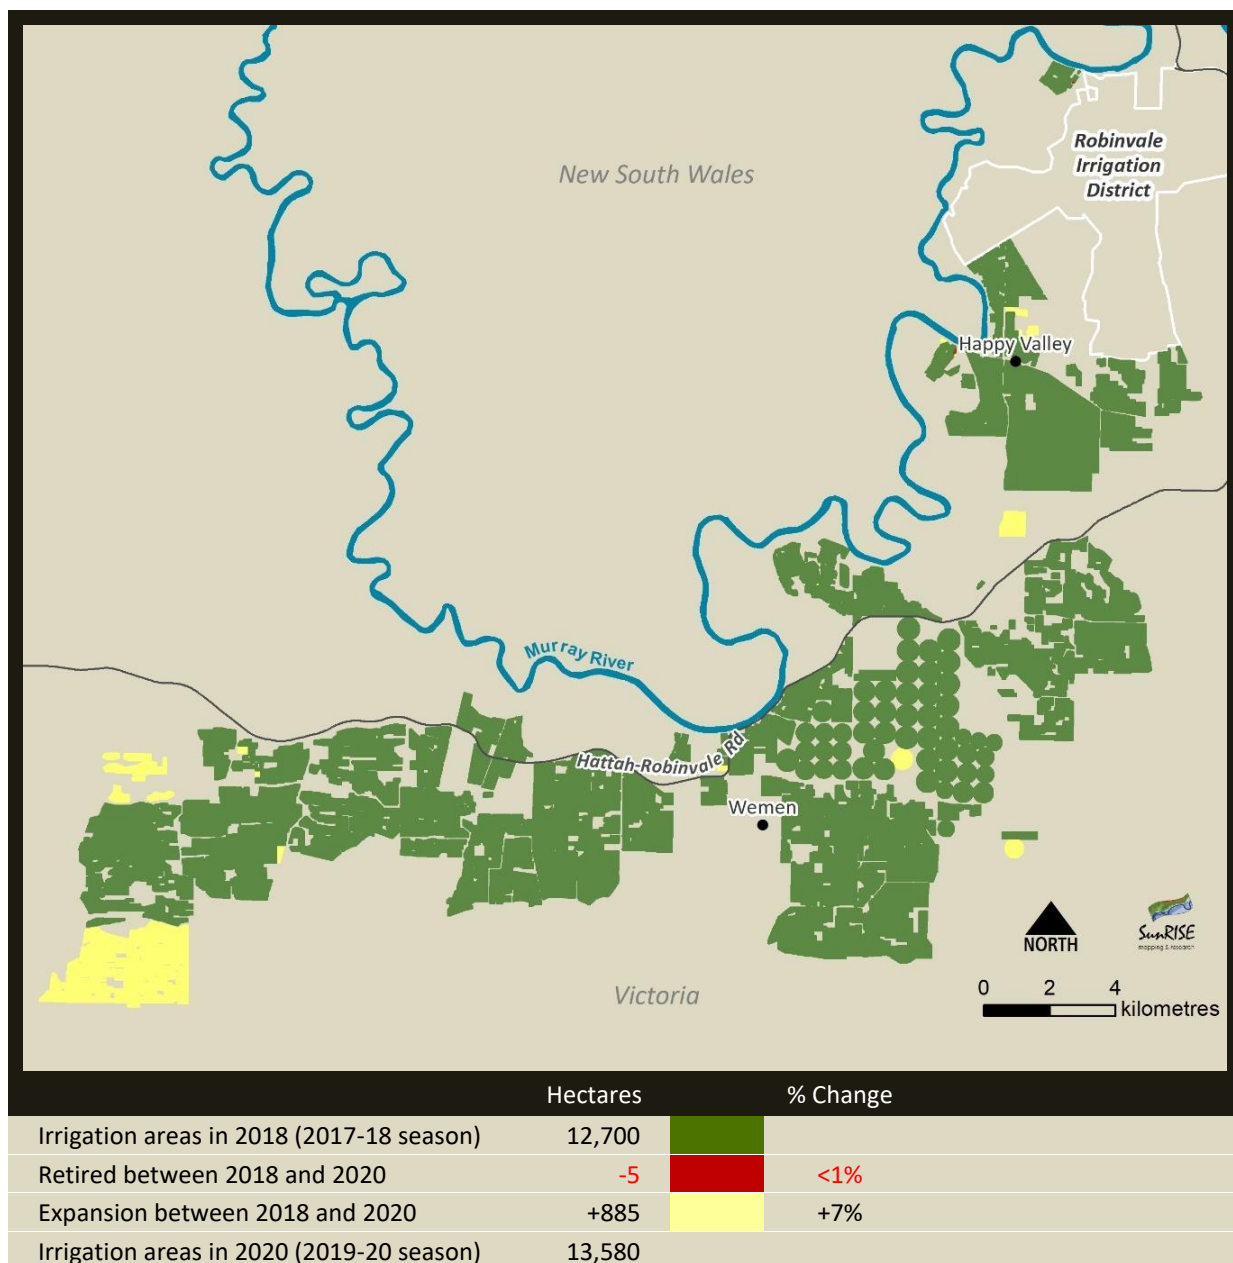 New South Wales
Robinvale
Irrigation
District
Happy Valley
Murray River
Hattah-Robinvale Rd
Wemen
NORTH
SunRISE
mapping & research
Victoria
0 2 4
kilometres
Hectares % Change
Irrigation areas in 2018 (2017-18 season) 12,700
Retired between 2018 and 2020 -5 <1%
Expansion between 2018 and 2020 +885 +7%
Irrigation areas in 2020 (2019-20 season) 13,580